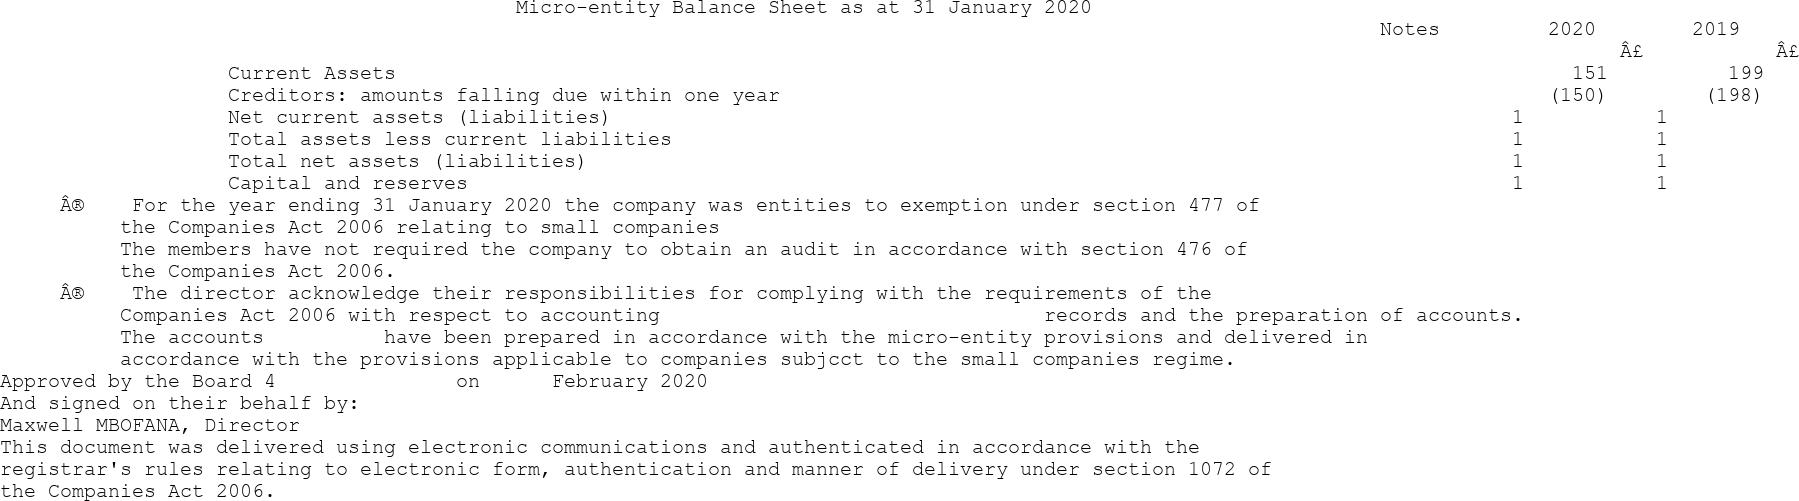 Micro-entity Balance Sheet as at 31 January 2020
Notes 2020 2019
Â£ Â£
Current Assets 151 199
Creditors: amounts falling due within one year (150) (198)
Net current assets (liabilities) 1 1
Total assets less current liabilities 1 1
Total net assets (liabilities) 1 1
Capital and reserves 1 1
Â® For the year ending 31 January 2020 the company was entities to exemption under section 477 of
the Companies Act 2006 relating to small companies
The members have not required the company to obtain an audit in accordance with section 476 of
the Companies Act 2006.
Â® The director acknowledge their responsibilities for complying with the requirements of the
Companies Act 2006 with respect to accounting records and the preparation of accounts.
The accounts have been prepared in accordance with the micro-entity provisions and delivered in
accordance with the provisions applicable to companies subjcct to the small companies regime.
Approved by the Board 4 on February 2020
And signed on their behalf by:
Maxwell MBOFANA, Director
This document was delivered using electronic communications and authenticated in accordance with the
registrar's rules relating to electronic form, authentication and manner of delivery under section 1072 of
the Companies Act 2006.